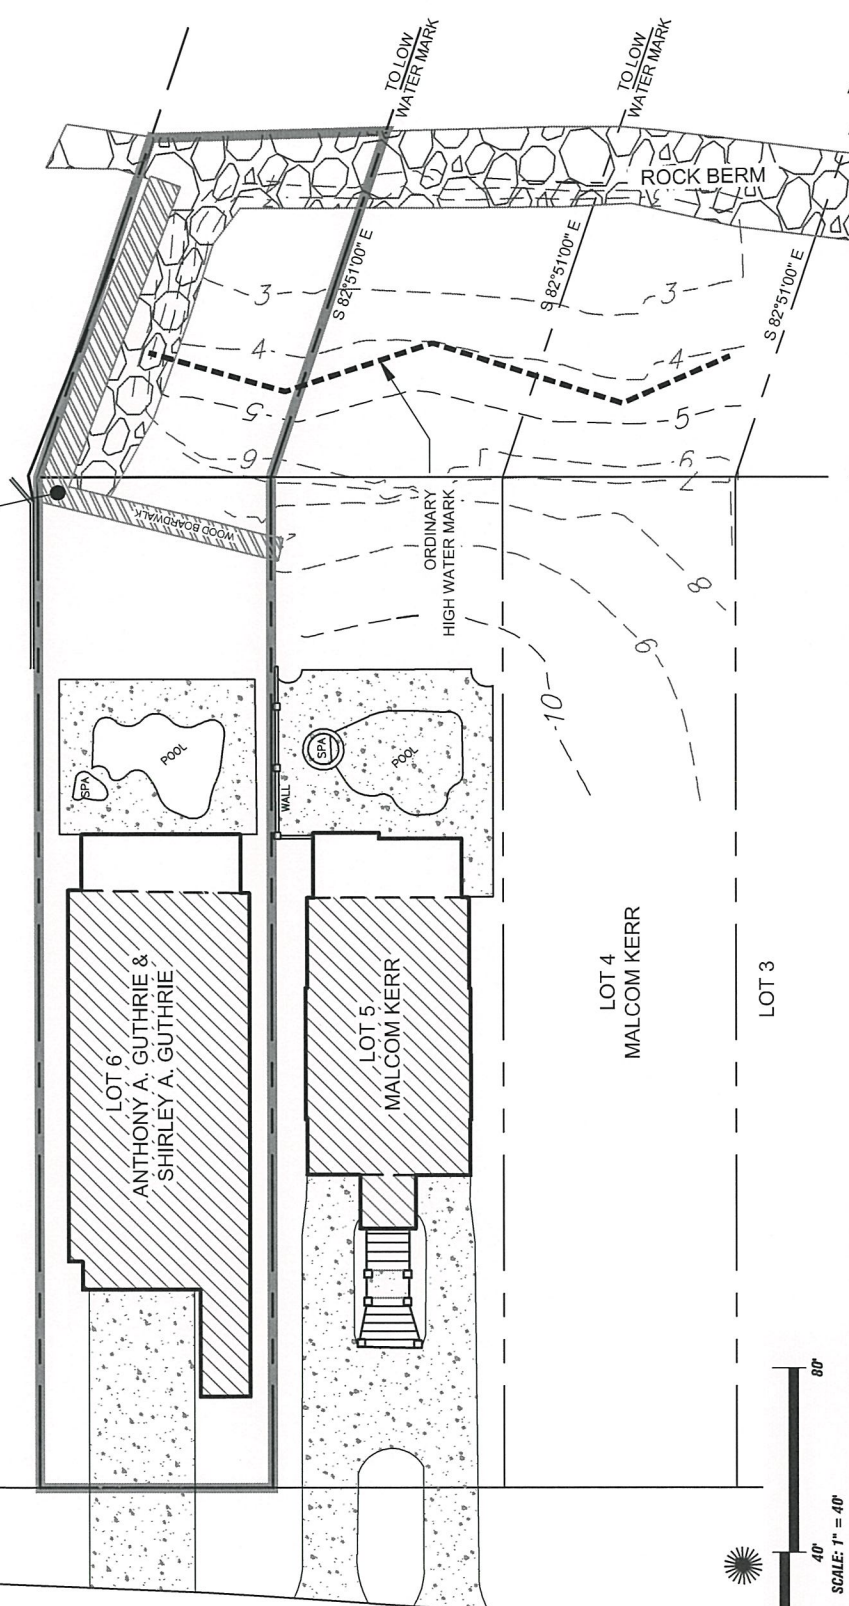 TO LOW
WATER MARK
TO LOW
WATER MARK
ROCK BERM
S 82°51'00" E
S 82°51'00" E
S 82°51'00" E
3
3
4
4
5
5
6
6
7
7
8
9
10
WOOD BOARDWALK
ORDINARY
HIGH WATER MARK
SPA
POOL
SPA
POOL
WALL
LOT 6
ANTHONY A. GUTHRIE &
SHIRLEY A. GUTHRIE
LOT 5
MALCOM KERR
LOT 4
MALCOM KERR
LOT 3
40'
80'
SCALE: 1" = 40'